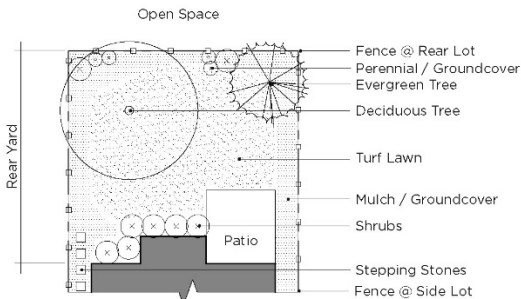 Open Space
Fence @ Rear Lot
Perennial / Groundcover
Evergreen Tree
Deciduous Tree
Rear Yard
Turf Lawn
Mulch / Groundcover
Shrubs
Patio
Stepping Stones
Fence @ Side Lot